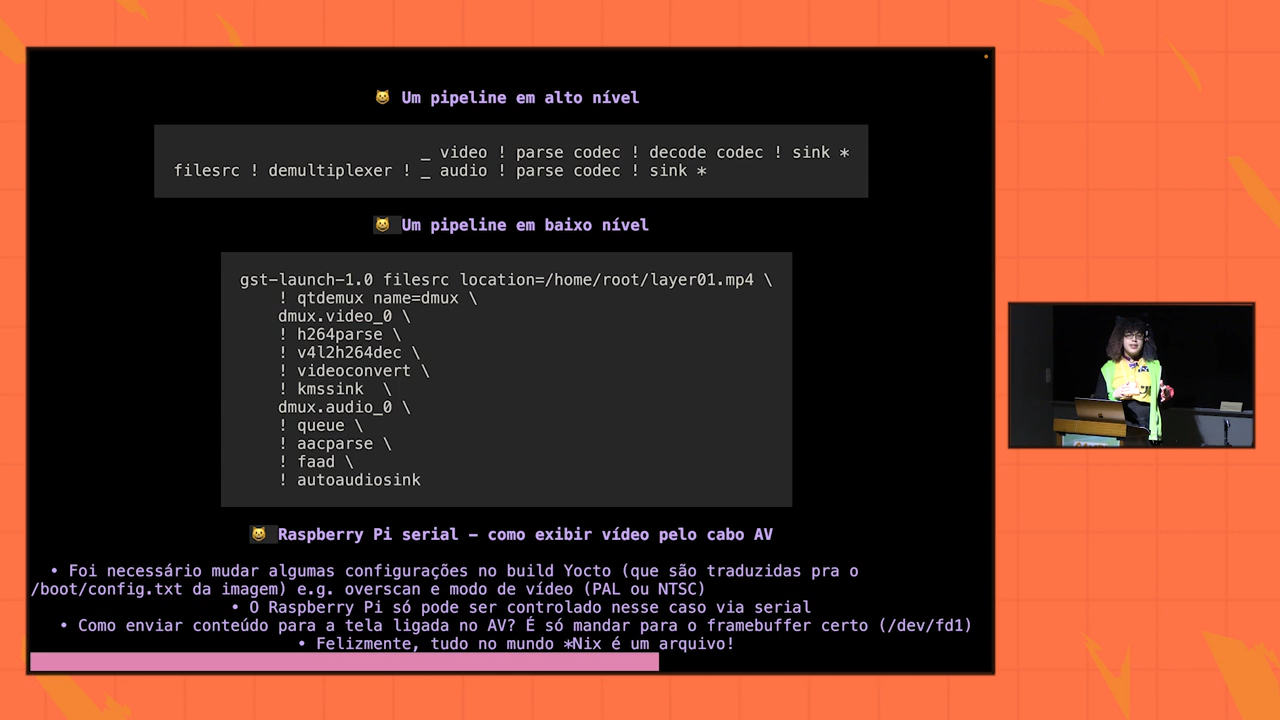 Um pipeline em alto nível
_ video ! parse codec ! decode codec ! sink *
filesrc ! demultiplexer ! _ audio ! parse codec ! sink *
Um pipeline em baixo nível
gst-launch-1.0 filesrc location=/home/root/layer01.mp4 \
! qtdemux name=dmux \
dmux.video_0 \
! h264parse \
! v4l2h264dec \
! videoconvert \
! kmssink \
dmux.audio_0 \
! queue \
! aacparse \
! faad \
! autoaudiosink
Raspberry Pi serial – como exibir vídeo pelo cabo AV
• Foi necessário mudar algumas configurações no build Yocto (que são traduzidas pra o
/boot/config.txt da imagem) e.g. overscan e modo de vídeo (PAL ou NTSC)
• O Raspberry Pi só pode ser controlado nesse caso via serial
• Como enviar conteúdo para a tela ligada no AV? É só mandar para o framebuffer certo (/dev/fd1)
• Felizmente, tudo no mundo *Nix é um arquivo!